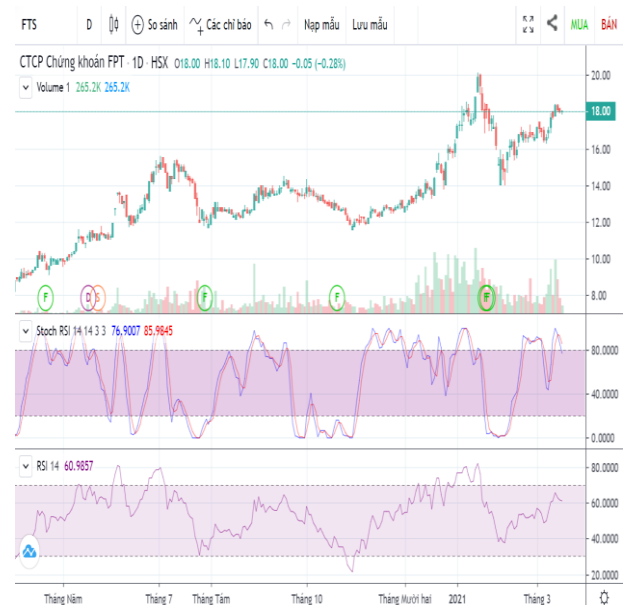 FTS D So sánh Các chỉ báo Nạp mẫu Lưu mẫu MUA BÁN
CTCP Chứng khoán FPT · 1D · HSX O18.00 H18.10 L17.90 C18.00 -0.05 (-0.28%)
Volume 1 265.2K 265.2K
20.00
18.00
16.00
14.00
12.00
10.00
8.00
F D S F F F
Stoch RSI 14 14 3 3 76.9007 85.9845
80.0000
40.0000
0.0000
RSI 14 60.9857
80.0000
60.0000
40.0000
20.0000
Tháng Năm Tháng 7 Tháng Tám Tháng 10 Tháng Mười hai 2021 Tháng 3